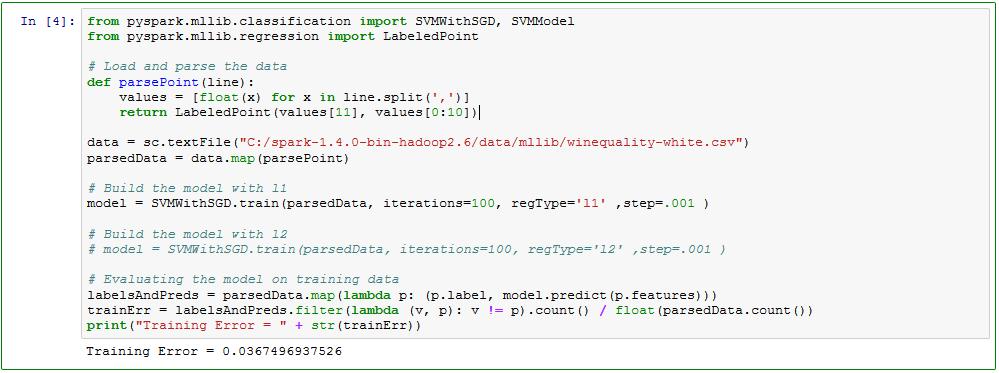 In [4]: from pyspark.mllib.classification import SVMWithSGD, SVMModel
from pyspark.mllib.regression import LabeledPoint
# Load and parse the data
def parsePoint(line):
    values = [float(x) for x in line.split(',')]
    return LabeledPoint(values[11], values[0:10])
data = sc.textFile("C:/spark-1.4.0-bin-hadoop2.6/data/mllib/winequality-white.csv")
parsedData = data.map(parsePoint)
# Build the model with l1
model = SVMWithSGD.train(parsedData, iterations=100, regType='l1' ,step=.001 )
# Build the model with l2
# model = SVMWithSGD.train(parsedData, iterations=100, regType='l2' ,step=.001 )
# Evaluating the model on training data
labelsAndPreds = parsedData.map(lambda p: (p.label, model.predict(p.features)))
trainErr = labelsAndPreds.filter(lambda (v, p): v != p).count() / float(parsedData.count())
print("Training Error = " + str(trainErr))
Training Error = 0.0367496937526